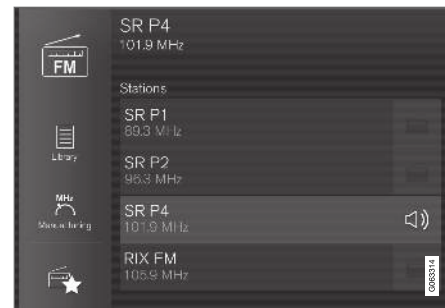 SR P4
101.9 MHz
FM
Stations
SR P1
89.3 MHz
Library
SR P2
96.3 MHz
MHz
Manual tuning
SR P4
101.9 MHz
RIX FM
105.9 MHz
G063314